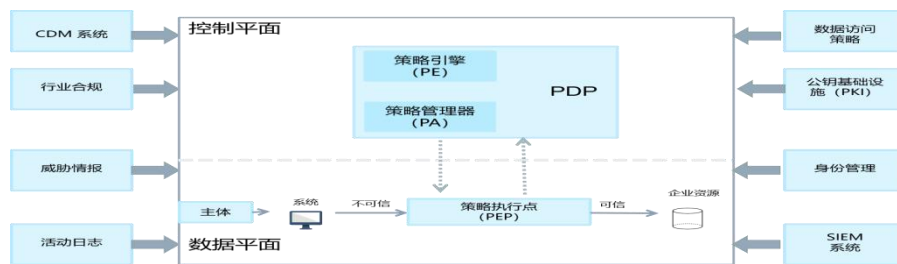 CDM 系统
行业合规
威胁情报
活动日志
控制平面
策略引擎
(PE)
策略管理器
(PA)
PDP
主体
系统
不可信
策略执行点
(PEP)
可信
企业资源
数据平面
数据访问
策略
公钥基础设
施（PKI）
身份管理
SIEM
系统